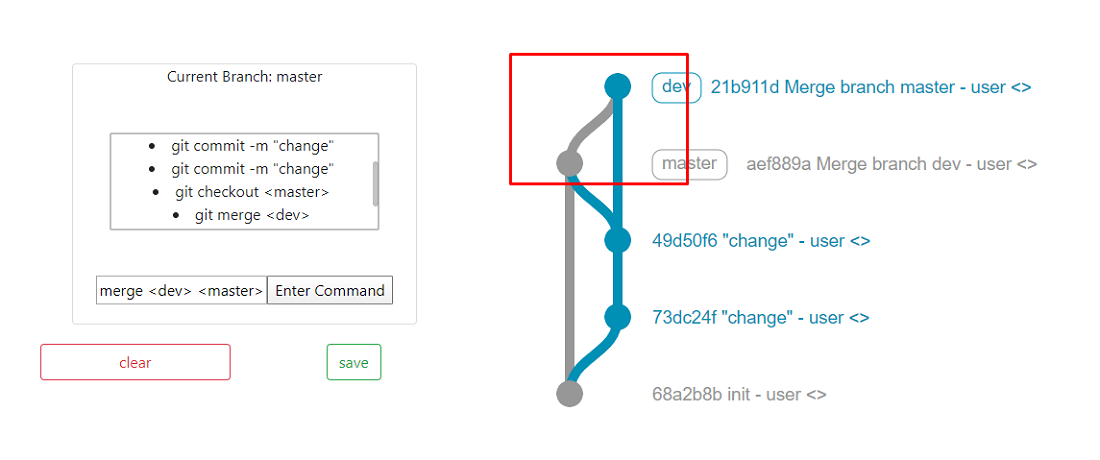 Current Branch: master
git commit -m "change"
git commit -m "change"
git checkout <master>
git merge <dev>
merge <dev> <master> Enter Command
clear save
dev 21b911d Merge branch master - user <>
master aef889a Merge branch dev - user <>
49d50f6 "change" - user <>
73dc24f "change" - user <>
68a2b8b init - user <>